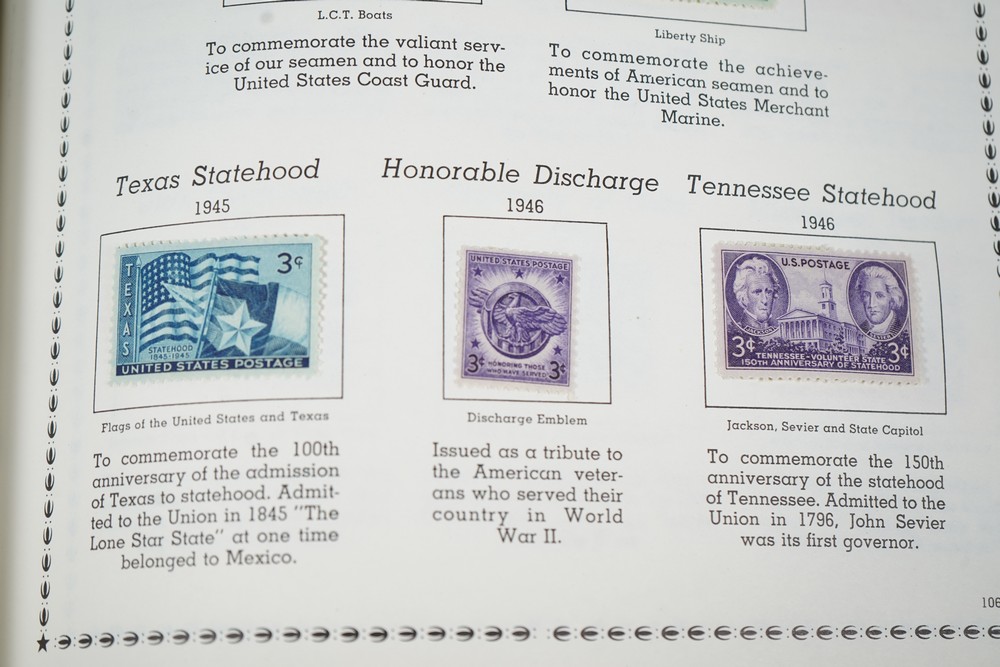 L.C.T. Boats
To commemorate the valiant serv-
ice of our seamen and to honor the
United States Coast Guard.
Liberty Ship
To commemorate the achieve-
ments of American seamen and to
honor the United States Merchant
Marine.
Texas Statehood
1945
TEXAS
3¢
STATEHOOD
1845·1945
UNITED STATES POSTAGE
Flags of the United States and Texas
To commemorate the 100th
anniversary of the admission
of Texas to statehood. Admit-
ted to the Union in 1845 "The
Lone Star State" at one time
belonged to Mexico.
Honorable Discharge
1946
UNITED STATES POSTAGE
3¢ HONORING THOSE 3¢
WHO HAVE SERVED
Discharge Emblem
Issued as a tribute to
the American veter-
ans who served their
country in World
War II.
Tennessee Statehood
1946
U.S. POSTAGE
JACKSON
SEVIER
3¢ 3¢
TENNESSEE-VOLUNTEER STATE
150TH ANNIVERSARY OF STATEHOOD
Jackson, Sevier and State Capitol
To commemorate the 150th
anniversary of the statehood
of Tennessee. Admitted to the
Union in 1796, John Sevier
was its first governor.
106